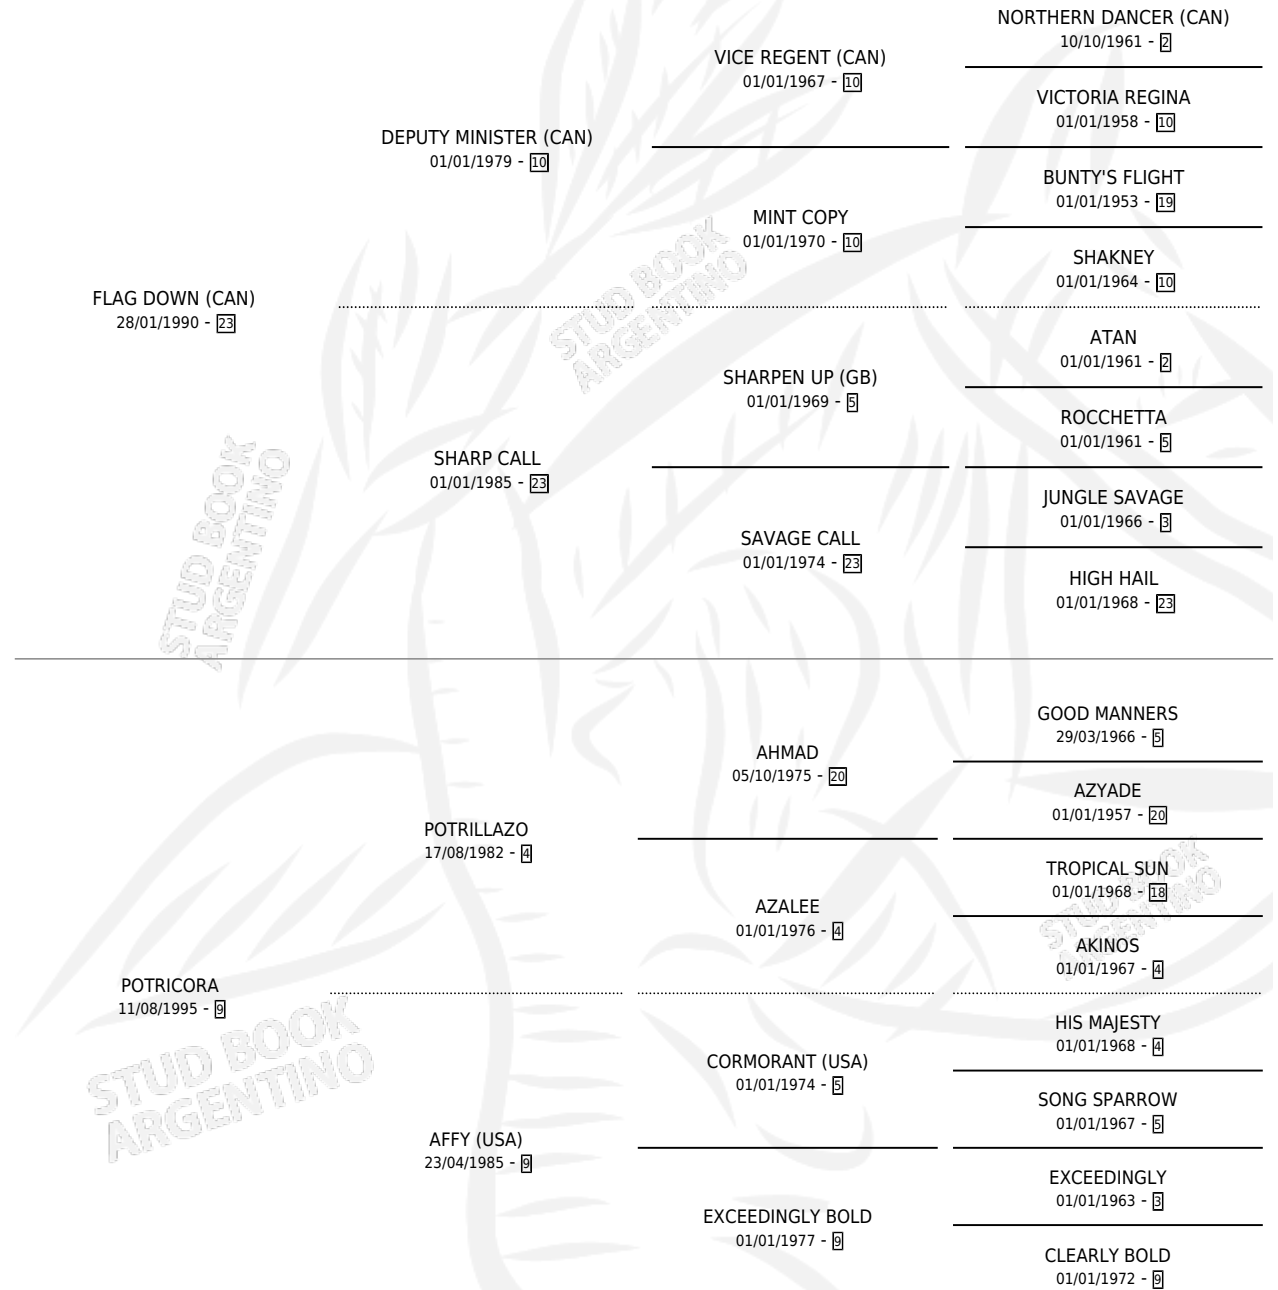 NORTHERN DANCER (CAN)
10/10/1961 - 2
VICE REGENT (CAN)
01/01/1967 - 10
VICTORIA REGINA
01/01/1958 - 10
DEPUTY MINISTER (CAN)
01/01/1979 - 10
BUNTY'S FLIGHT
01/01/1953 - 19
MINT COPY
01/01/1970 - 10
SHAKNEY
01/01/1964 - 10
FLAG DOWN (CAN)
28/01/1990 - 23
STUD BOOK
ARGENTINO
ATAN
01/01/1961 - 2
SHARPEN UP (GB)
01/01/1969 - 5
ROCCHETTA
01/01/1961 - 5
SHARP CALL
01/01/1985 - 23
JUNGLE SAVAGE
01/01/1966 - 3
SAVAGE CALL
01/01/1974 - 23
HIGH HAIL
01/01/1968 - 23
STUD BOOK
ARGENTINO
GOOD MANNERS
29/03/1966 - 5
AHMAD
05/10/1975 - 20
AZYADE
01/01/1957 - 20
POTRILLAZO
17/08/1982 - 4
TROPICAL SUN
01/01/1968 - 18
AZALEE
01/01/1976 - 4
STUD BOOK
ARGENTINO
AKINOS
01/01/1967 - 4
POTRICORA
11/08/1995 - 9
HIS MAJESTY
01/01/1968 - 4
CORMORANT (USA)
01/01/1974 - 5
STUD BOOK
ARGENTINO
SONG SPARROW
01/01/1967 - 5
AFFY (USA)
23/04/1985 - 9
EXCEEDINGLY
01/01/1963 - 3
EXCEEDINGLY BOLD
01/01/1977 - 9
CLEARLY BOLD
01/01/1972 - 9